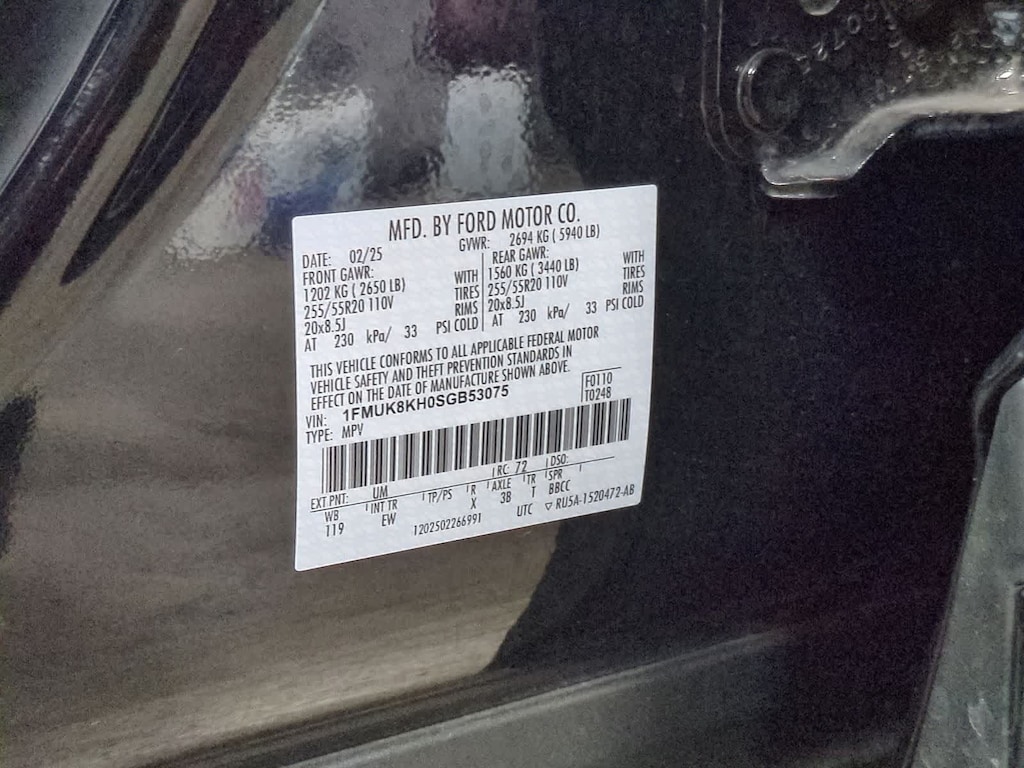 MFD. BY FORD MOTOR CO.
DATE: 02/25 GVWR: 2694 KG ( 5940 LB)
FRONT GAWR: REAR GAWR:
1202 KG ( 2650 LB) WITH 1560 KG ( 3440 LB) WITH
255/55R20 110V TIRES 255/55R20 110V TIRES
20x8.5J RIMS 20x8.5J RIMS
AT 230 kPa/ 33 PSI COLD AT 230 kPa/ 33 PSI COLD
THIS VEHICLE CONFORMS TO ALL APPLICABLE FEDERAL MOTOR
VEHICLE SAFETY AND THEFT PREVENTION STANDARDS IN
EFFECT ON THE DATE OF MANUFACTURE SHOWN ABOVE.
VIN: 1FMUK8KH0SGB53075 F0110
TYPE: MPV T0248
EXT PNT: UM RC: 72 DSO:
WB INT TR TP/PS R AXLE TR SPR
119 EW X 3B T BBCC
1202502266991 UTC ▽ RU5A-1520472-AB